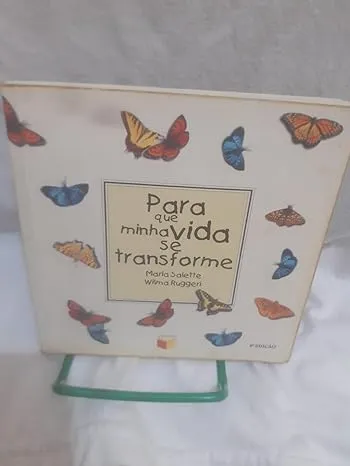 Para
que
minha vida
se
transforme
Maria Salette
Wilma Ruggeri